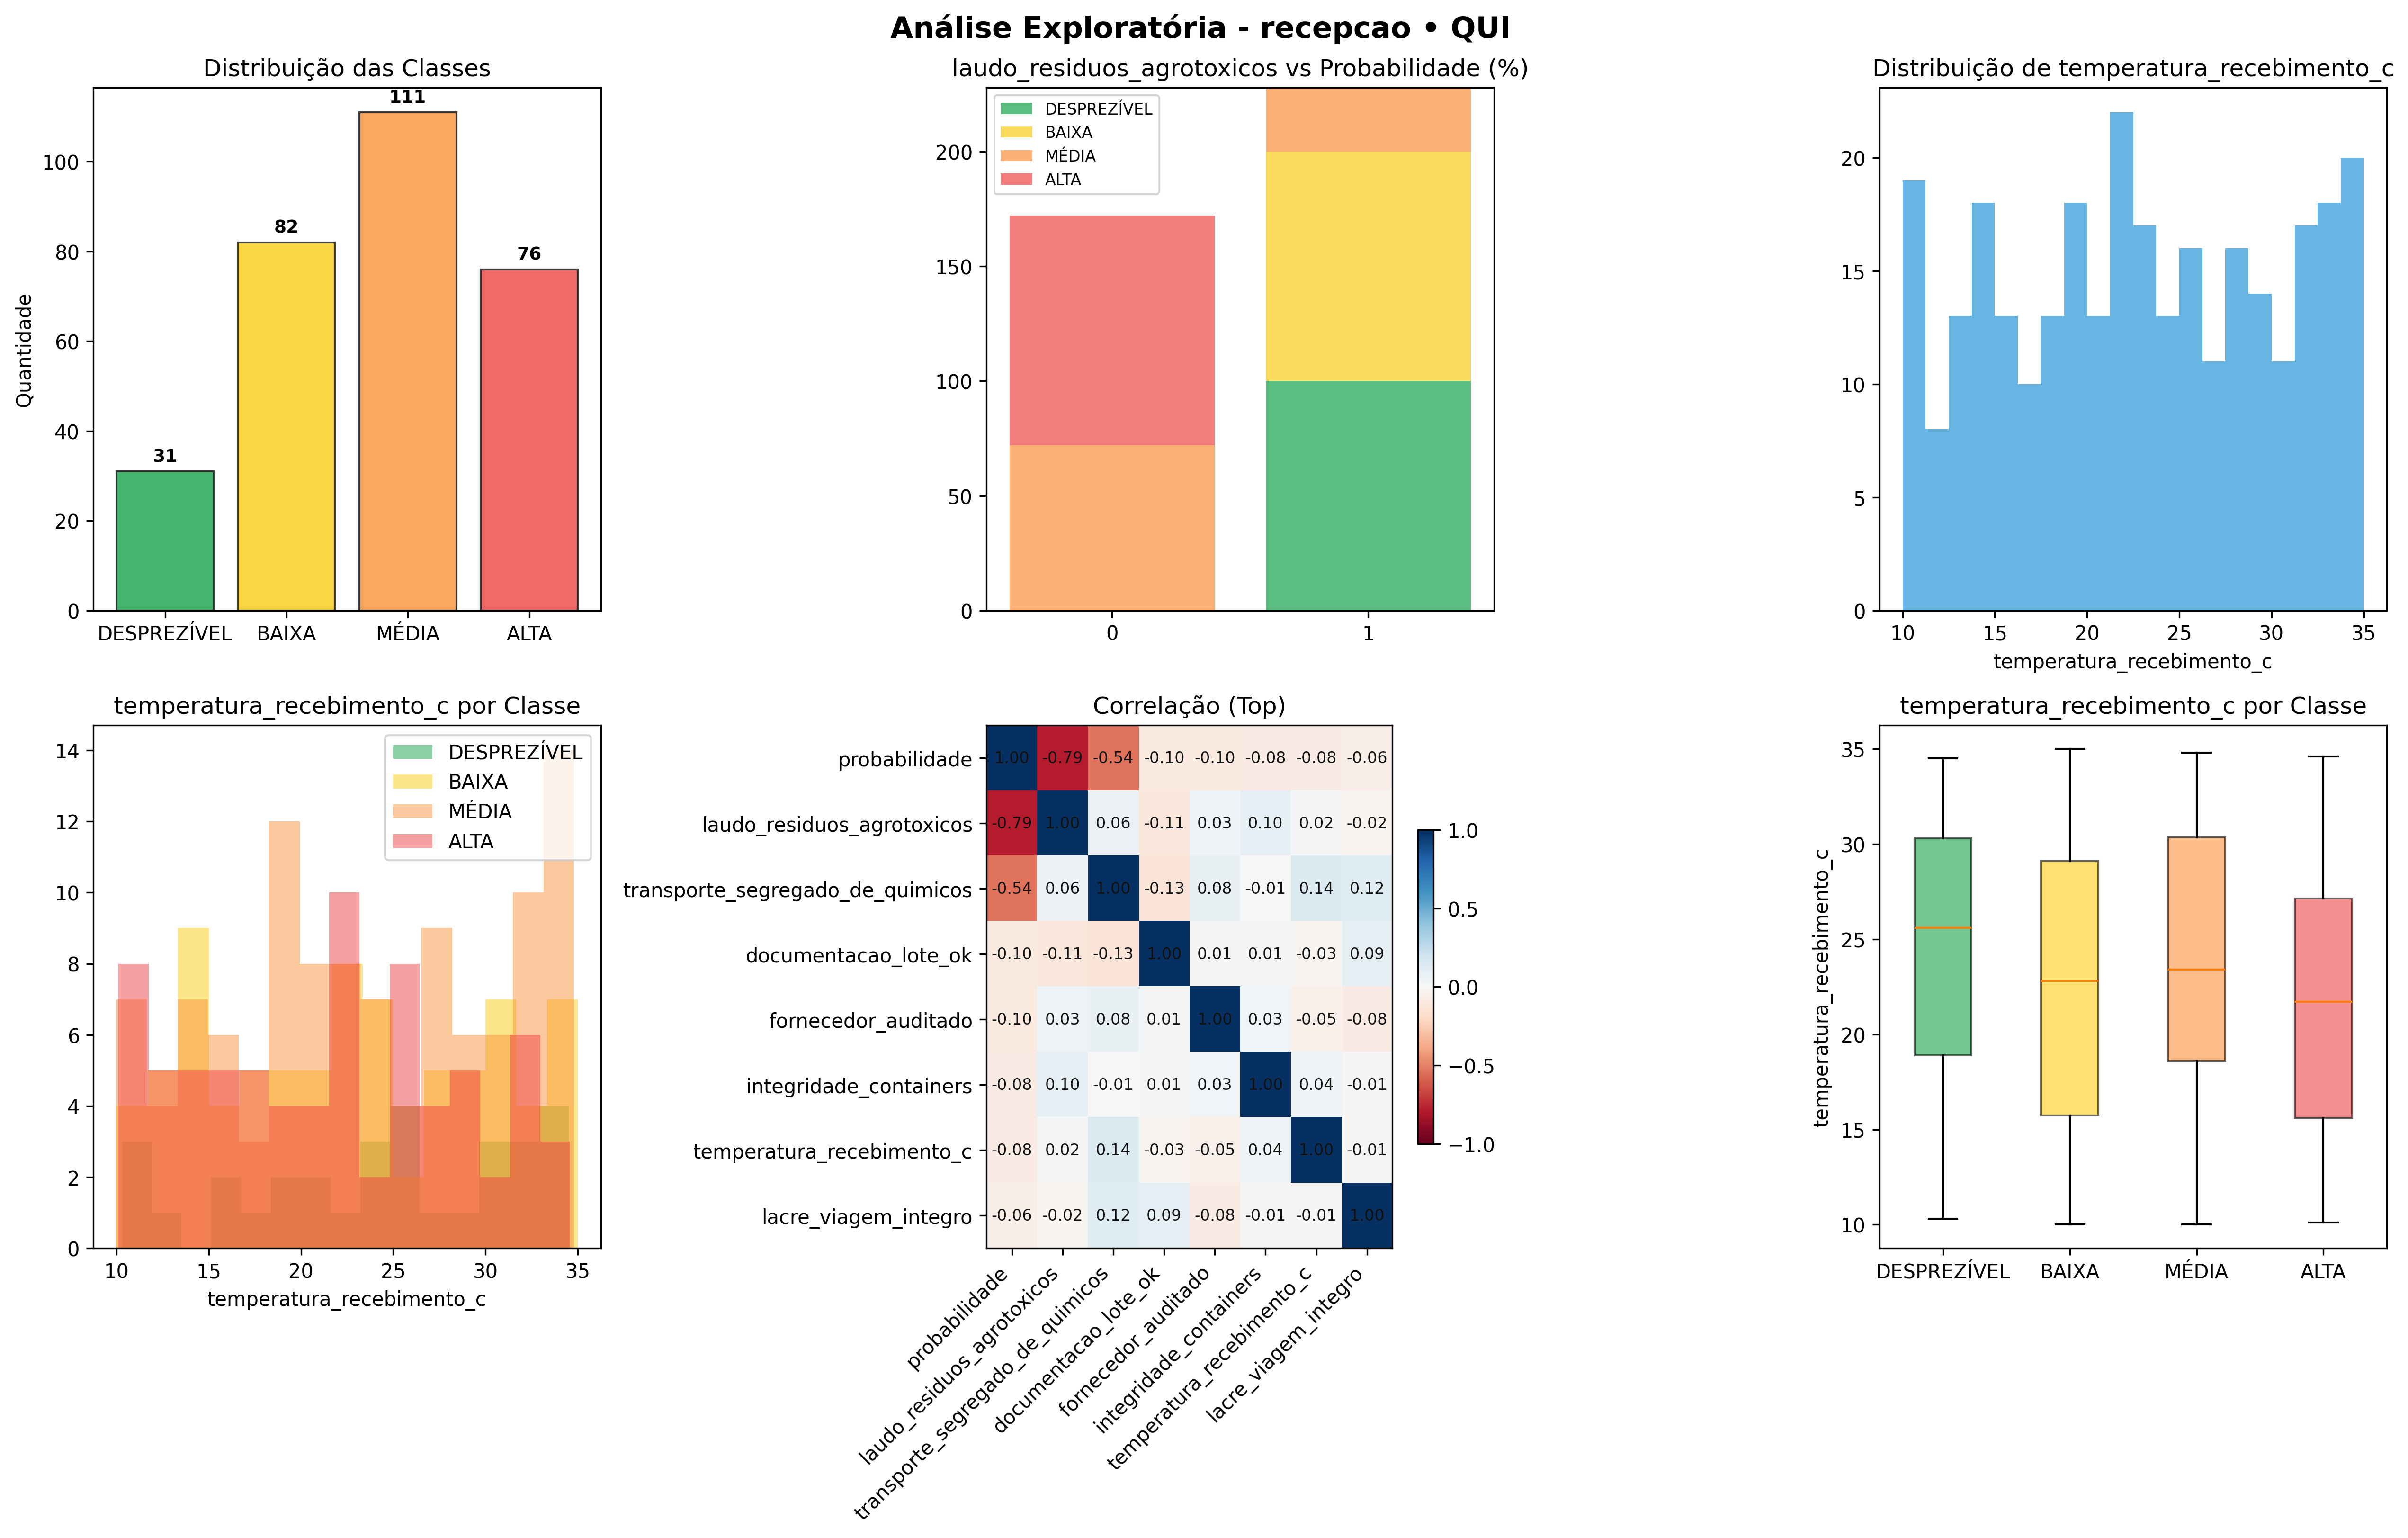 Análise Exploratória - recepcao • QUI
Distribuição das Classes
Quantidade
100
80
60
40
20
0
31
82
111
76
DESPREZÍVEL BAIXA MÉDIA ALTA
laudo_residuos_agrotoxicos vs Probabilidade (%)
DESPREZÍVEL
BAIXA
MÉDIA
ALTA
200
150
100
50
0
0 1
Distribuição de temperatura_recebimento_c
20
15
10
5
0
10 15 20 25 30 35
temperatura_recebimento_c
temperatura_recebimento_c por Classe
DESPREZÍVEL
BAIXA
MÉDIA
ALTA
14
12
10
8
6
4
2
0
10 15 20 25 30 35
temperatura_recebimento_c
Correlação (Top)
probabilidade 1.00 -0.79 -0.54 -0.10 -0.10 -0.08 -0.08 -0.06
laudo_residuos_agrotoxicos -0.79 1.00 0.06 -0.11 0.03 0.10 0.02 -0.02
transporte_segregado_de_quimicos -0.54 0.06 1.00 -0.13 0.08 -0.01 0.14 0.12
documentacao_lote_ok -0.10 -0.11 -0.13 1.00 0.01 0.01 -0.03 0.09
fornecedor_auditado -0.10 0.03 0.08 0.01 1.00 0.03 -0.05 -0.08
integridade_containers -0.08 0.10 -0.01 0.01 0.03 1.00 0.04 -0.01
temperatura_recebimento_c -0.08 0.02 0.14 -0.03 -0.05 0.04 1.00 -0.01
lacre_viagem_integro -0.06 -0.02 0.12 0.09 -0.08 -0.01 -0.01 1.00
probabilidade
laudo_residuos_agrotoxicos
transporte_segregado_de_quimicos
documentacao_lote_ok
fornecedor_auditado
integridade_containers
temperatura_recebimento_c
lacre_viagem_integro
1.0
0.5
0.0
−0.5
−1.0
temperatura_recebimento_c por Classe
temperatura_recebimento_c
35
30
25
20
15
10
DESPREZÍVEL BAIXA MÉDIA ALTA